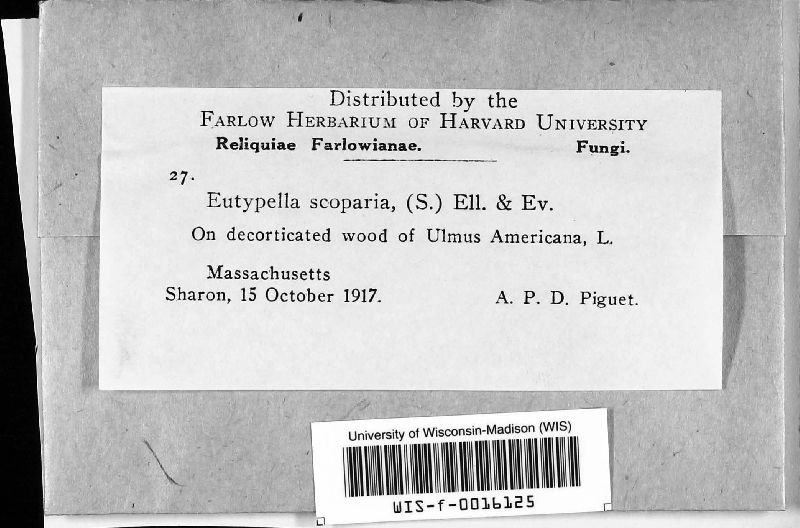 Distributed by the
Farlow Herbarium of Harvard University
Reliquiae Farlowianae. Fungi.
27.
Eutypella scoparia, (S.) Ell. & Ev.
On decorticated wood of Ulmus Americana, L.
Massachusetts
Sharon, 15 October 1917. A. P. D. Piguet.
University of Wisconsin-Madison (WIS)
WIS-f-0016125